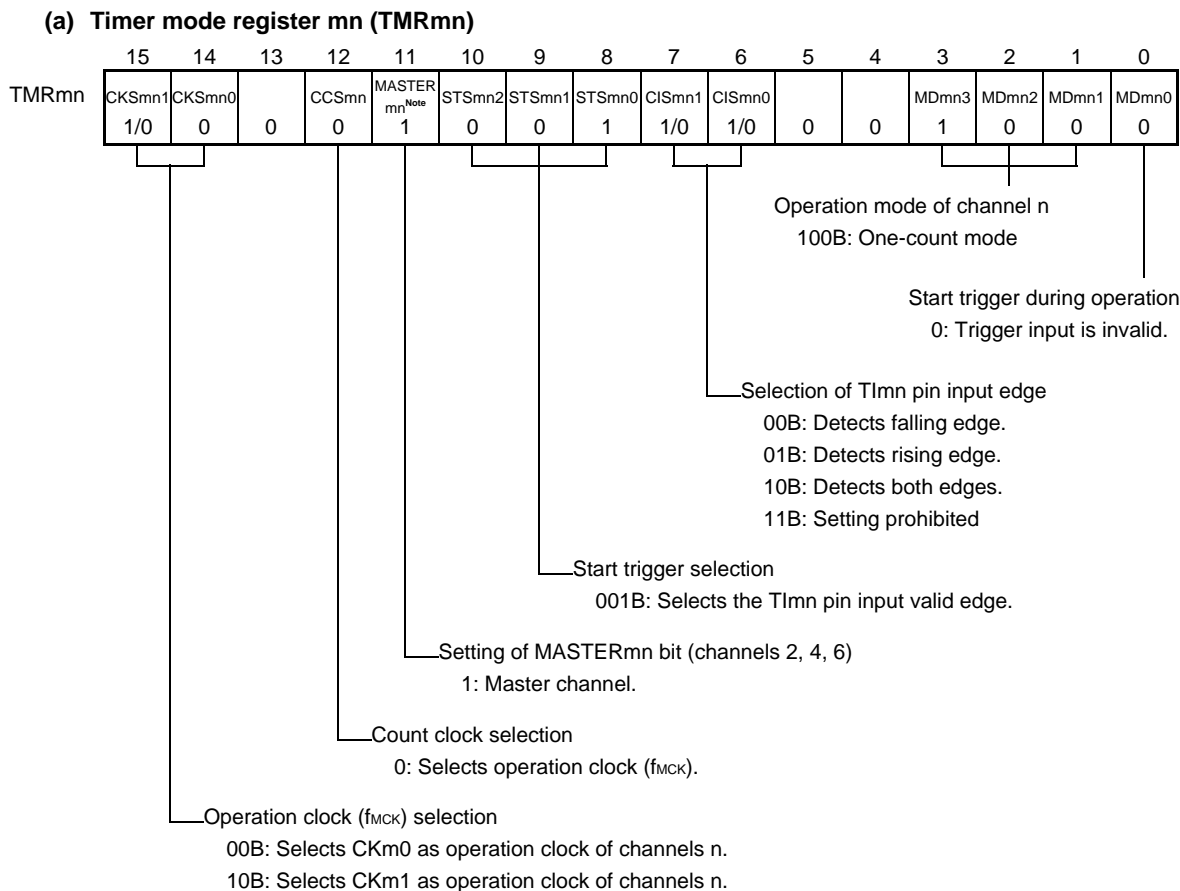 (a) Timer mode register mn (TMRmn)
15 14 13 12 11 10 9 8 7 6 5 4 3 2 1 0
TMRmn CKSmn1 CKSmn0 CCSmn MASTER mnNote STSmn2 STSmn1 STSmn0 CISmn1 CISmn0 MDmn3 MDmn2 MDmn1 MDmn0
1/0 0 0 0 1 0 0 1 1/0 1/0 0 0 1 0 0 0
Operation mode of channel n
100B: One-count mode
Start trigger during operation
0: Trigger input is invalid.
Selection of TImn pin input edge
00B: Detects falling edge.
01B: Detects rising edge.
10B: Detects both edges.
11B: Setting prohibited
Start trigger selection
001B: Selects the TImn pin input valid edge.
Setting of MASTERmn bit (channels 2, 4, 6)
1: Master channel.
Count clock selection
0: Selects operation clock (fMCK).
Operation clock (fMCK) selection
00B: Selects CKm0 as operation clock of channels n.
10B: Selects CKm1 as operation clock of channels n.